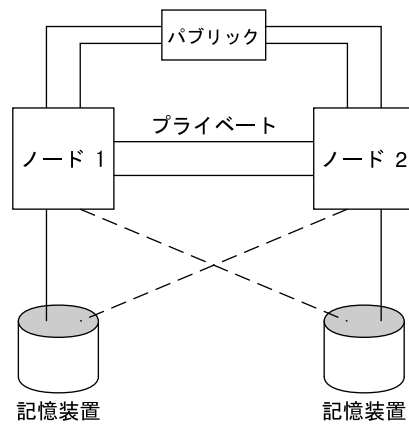 パブリック
プライベート
ノード 1
ノード 2
記憶装置
記憶装置